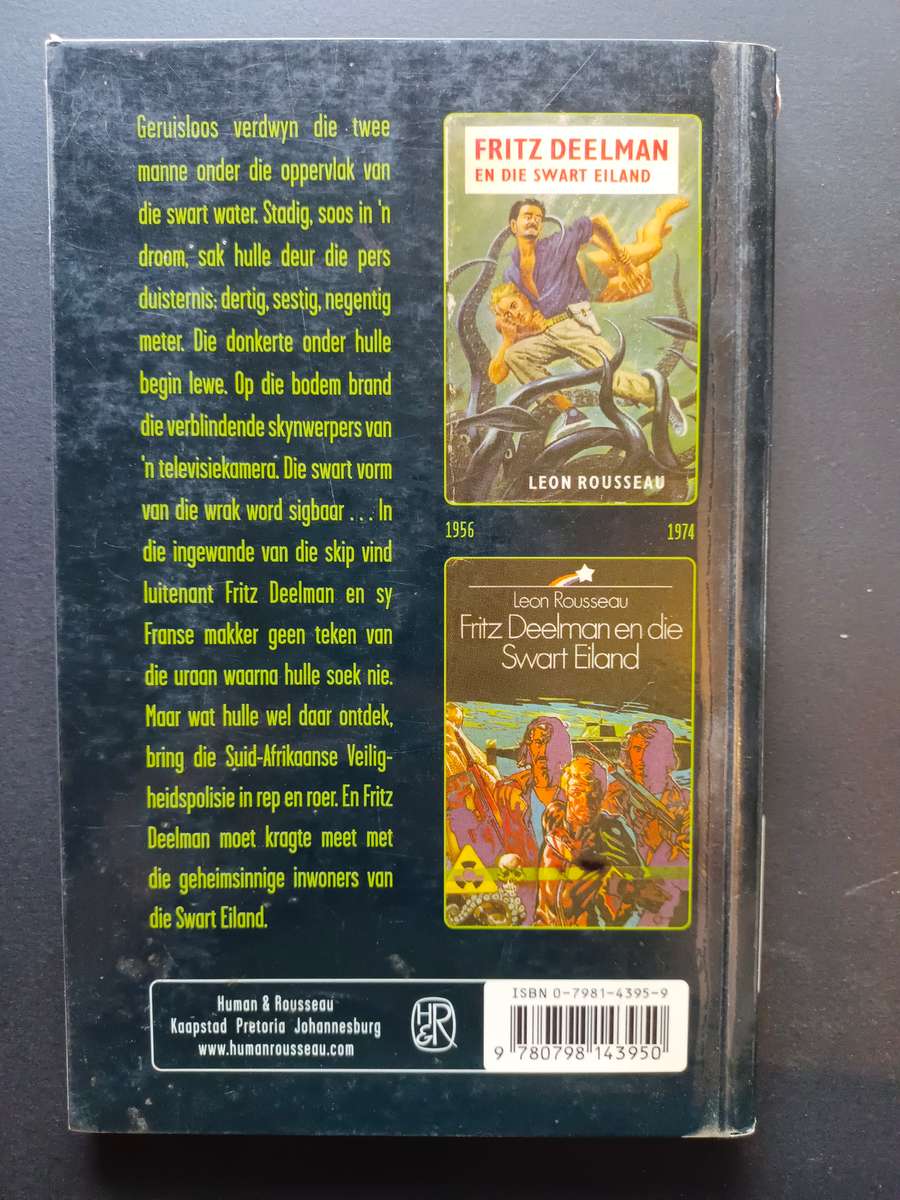 Geruisloos verdwyn die twee
manne onder die oppervlak van
die swart water. Stadig, soos in 'n
droom, sak hulle deur die pers
duisternis: dertig, sestig, negentig
meter. Die donkerte onder hulle
begin lewe. Op die bodem brand
die verblindende skynwerpers van
'n televisiekamera. Die swart vorm
van die wrak word sigbaar ... In
die ingewande van die skip vind
luitenant Fritz Deelman en sy
Franse makker geen teken van
die uraan waarna hulle soek nie.
Maar wat hulle wel daar ontdek,
bring die Suid-Afrikaanse Veilig-
heidspolisie in rep en roer. En Fritz
Deelman moet kragte meet met
die geheimsinnige inwoners van
die Swart Eiland.
FRITZ DEELMAN
EN DIE SWART EILAND
LEON ROUSSEAU
1956 1974
Leon Rousseau
Fritz Deelman en die
Swart Eiland
Human & Rousseau
Kaapstad Pretoria Johannesburg
www.humanrousseau.com
H&R
ISBN 0-7981-4395-9
9 780798 143950